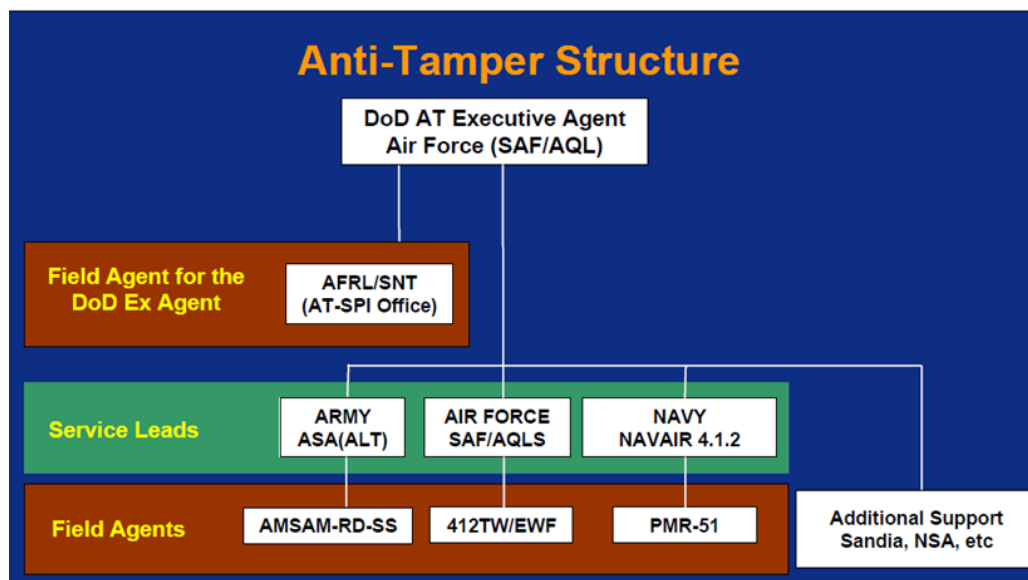 Anti-Tamper Structure
DoD AT Executive Agent
Air Force (SAF/AQL)
Field Agent for the
DoD Ex Agent
AFRL/SNT
(AT-SPI Office)
Service Leads
ARMY
ASA(ALT)
AIR FORCE
SAF/AQLS
NAVY
NAVAIR 4.1.2
Field Agents
AMSAM-RD-SS
412TW/EWF
PMR-51
Additional Support
Sandia, NSA, etc